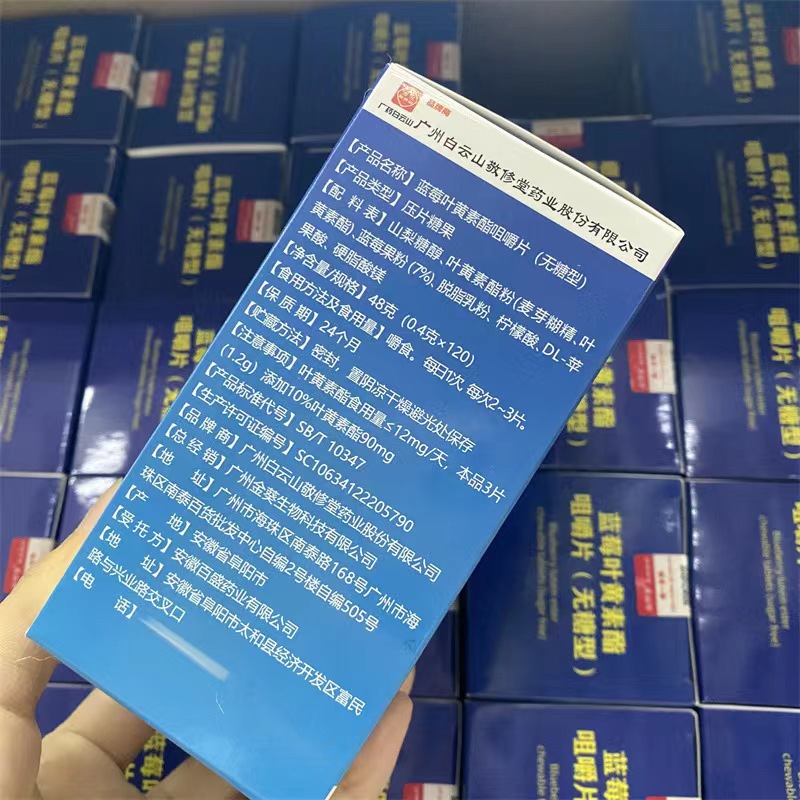 品牌商
广药白云山 广州白云山敬修堂药业股份有限公司
【产品名称】蓝莓叶黄素酯咀嚼片（无糖型）
【产品类型】压片糖果
【配 料 表】山梨糖醇、叶黄素酯粉(麦芽糊精、叶
黄素酯)、蓝莓果粉(7%)、脱脂乳粉、柠檬酸、DL-苹
果酸、硬脂酸镁
【净含量/规格】48克（0.4克×120）
【食用方法及食用量】嚼食。每日1次 每次2~3片。
【保 质 期】24个月
【贮藏方法】密封，置阴凉干燥避光处保存
【注意事项】叶黄素酯食用量≤12mg/天，本品3片
(1.2g）添加10%叶黄素酯90mg
【产品标准代号】SB/T 10347
【生产许可证编号】SC10634122205790
【品 牌 商】广州白云山敬修堂药业股份有限公司
【总 经 销】广州金葵生物科技有限公司
【地 址】广州市海珠区南泰路168号广州市海
珠区南泰百货批发中心自编2号楼自编505号
【产 地】安徽省阜阳市
【受托方】安徽百盛药业有限公司
【地 址】安徽省阜阳市太和县经济开发区富民
路与兴业路交叉口
【电 话】
蓝莓叶黄素酯
咀嚼片（无糖型）
Blueberry lutein ester
chewable tablets (sugar free)